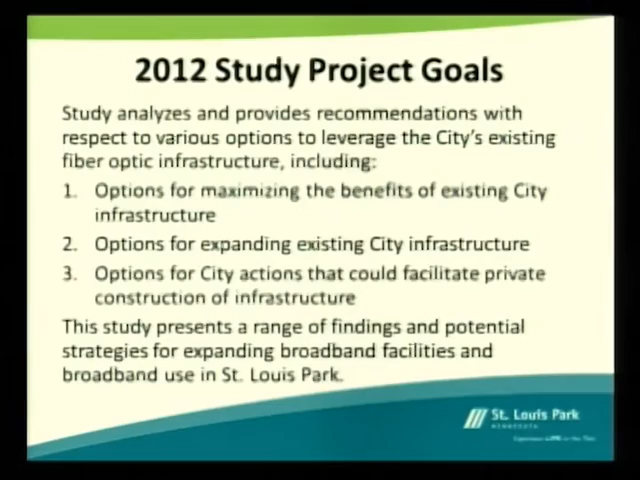 2012 Study Project Goals
Study analyzes and provides recommendations with
respect to various options to leverage the City's existing
fiber optic infrastructure, including:
1. Options for maximizing the benefits of existing City
infrastructure
2. Options for expanding existing City infrastructure
3. Options for City actions that could facilitate private
construction of infrastructure
This study presents a range of findings and potential
strategies for expanding broadband facilities and
broadband use in St. Louis Park.
St. Louis Park
MINNESOTA